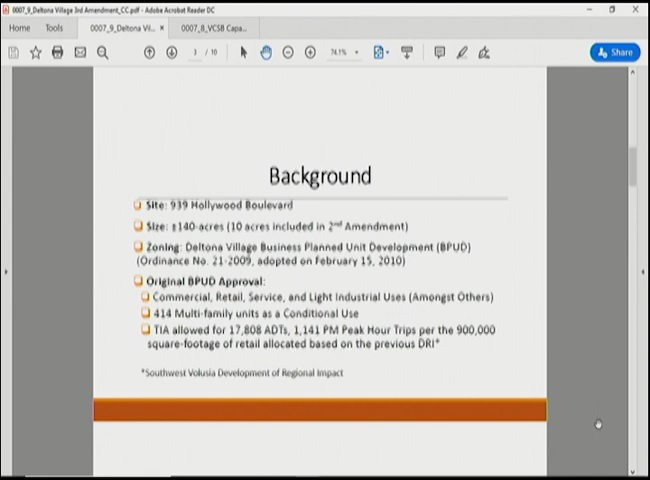 0007_9_Deltona Village 3rd Amendment_CC.pdf - Adobe Acrobat Reader DC
Home Tools 0007_9_Deltona Vil... × 0007_8_VCSB Capa...
/ 10 74.1% Share
Background
Site: 939 Hollywood Boulevard
Size: ±140-acres (10 acres included in 2nd Amendment)
Zoning: Deltona Village Business Planned Unit Development (BPUD)
(Ordinance No. 21-2009, adopted on February 15, 2010)
Original BPUD Approval:
Commercial, Retail, Service, and Light Industrial Uses (Amongst Others)
414 Multi-family units as a Conditional Use
TIA allowed for 17,808 ADTs, 1,141 PM Peak Hour Trips per the 900,000
square-footage of retail allocated based on the previous DRI*
*Southwest Volusia Development of Regional Impact